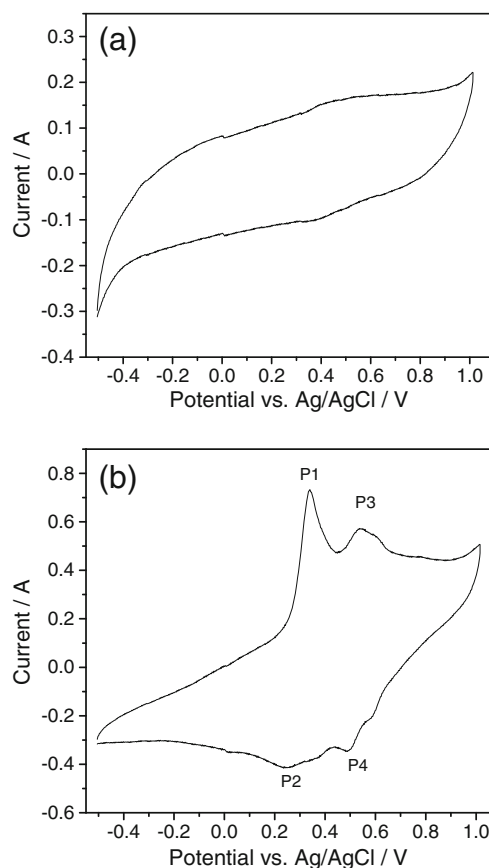 (a)
0.3
0.2
0.1
0.0
-0.1
-0.2
-0.3
-0.4
Current / A
-0.4 -0.2 0.0 0.2 0.4 0.6 0.8 1.0
Potential vs. Ag/AgCl / V
(b)
P1
P3
0.8
0.6
0.4
0.2
0.0
-0.2
-0.4
-0.6
Current / A
P2
P4
-0.4 -0.2 0.0 0.2 0.4 0.6 0.8 1.0
Potential vs. Ag/AgCl / V